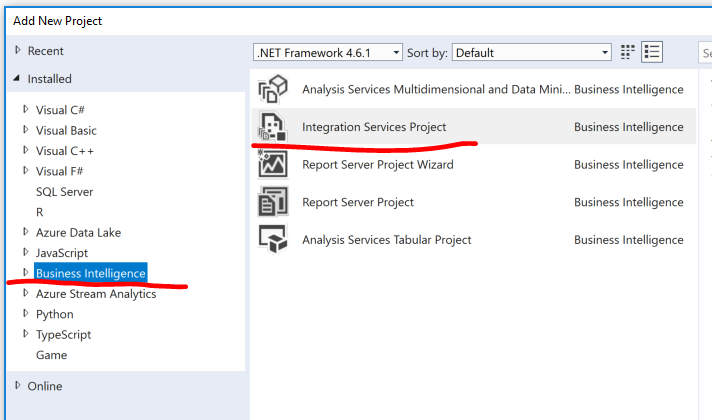 Add New Project
Recent
.NET Framework 4.6.1 Sort by: Default Se
Installed
Visual C#
Visual Basic
Visual C++
Visual F#
SQL Server
R
Azure Data Lake
JavaScript
Business Intelligence
Azure Stream Analytics
Python
TypeScript
Game
Online
Analysis Services Multidimensional and Data Mini... Business Intelligence
Integration Services Project Business Intelligence
Report Server Project Wizard Business Intelligence
Report Server Project Business Intelligence
Analysis Services Tabular Project Business Intelligence